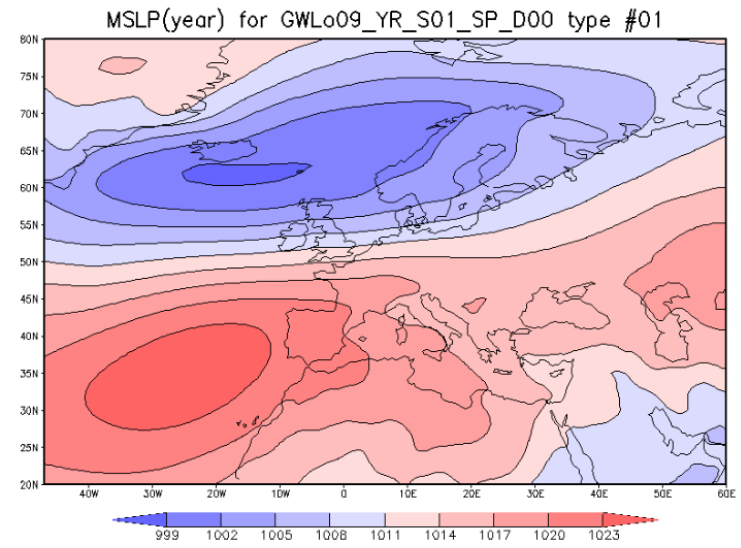 MSLP(year) for GWLo09_YR_S01_SP_D00 type #01
80N
75N
70N
65N
60N
55N
50N
45N
40N
35N
30N
25N
20N
40W 30W 20W 10W 0 10E 20E 30E 40E 50E 60E
999 1002 1005 1008 1011 1014 1017 1020 1023